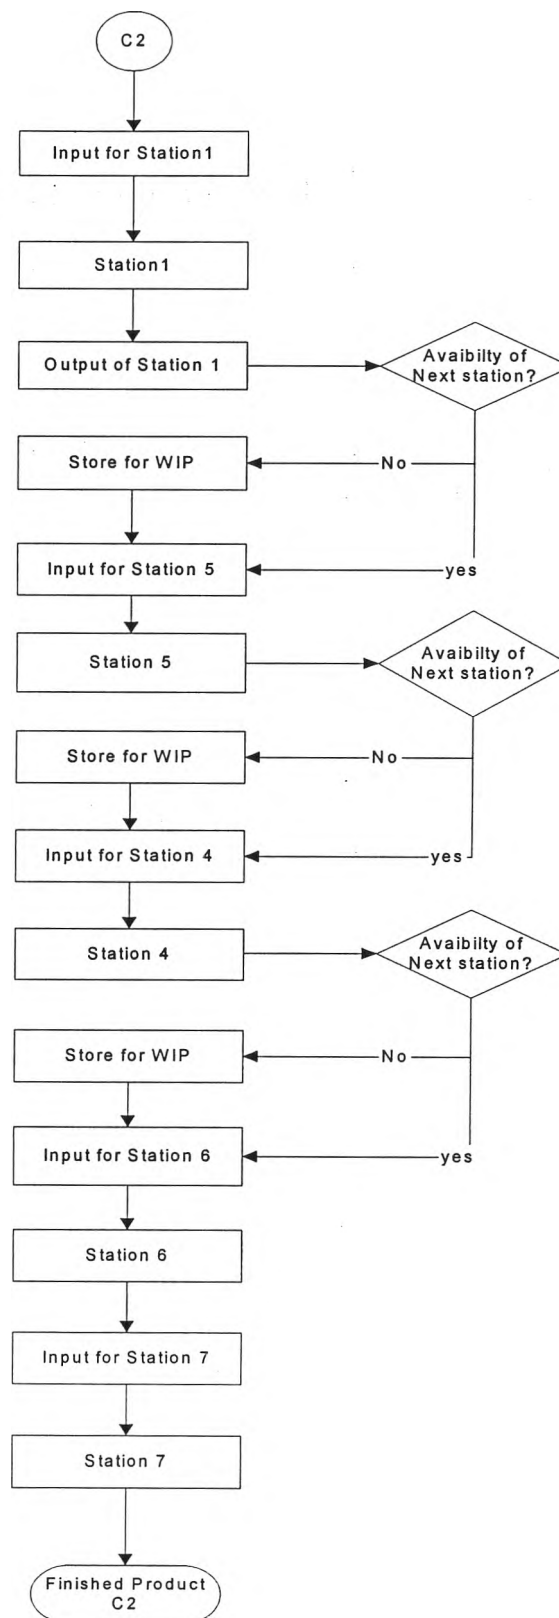 C2
Input for Station1
Station1
Output of Station 1
Avaibilty of
Next station?
Store for WIP
No
Input for Station 5
yes
Station 5
Avaibilty of
Next station?
Store for WIP
No
Input for Station 4
yes
Station 4
Avaibilty of
Next station?
Store for WIP
No
Input for Station 6
yes
Station 6
Input for Station 7
Station 7
Finished Product
C2